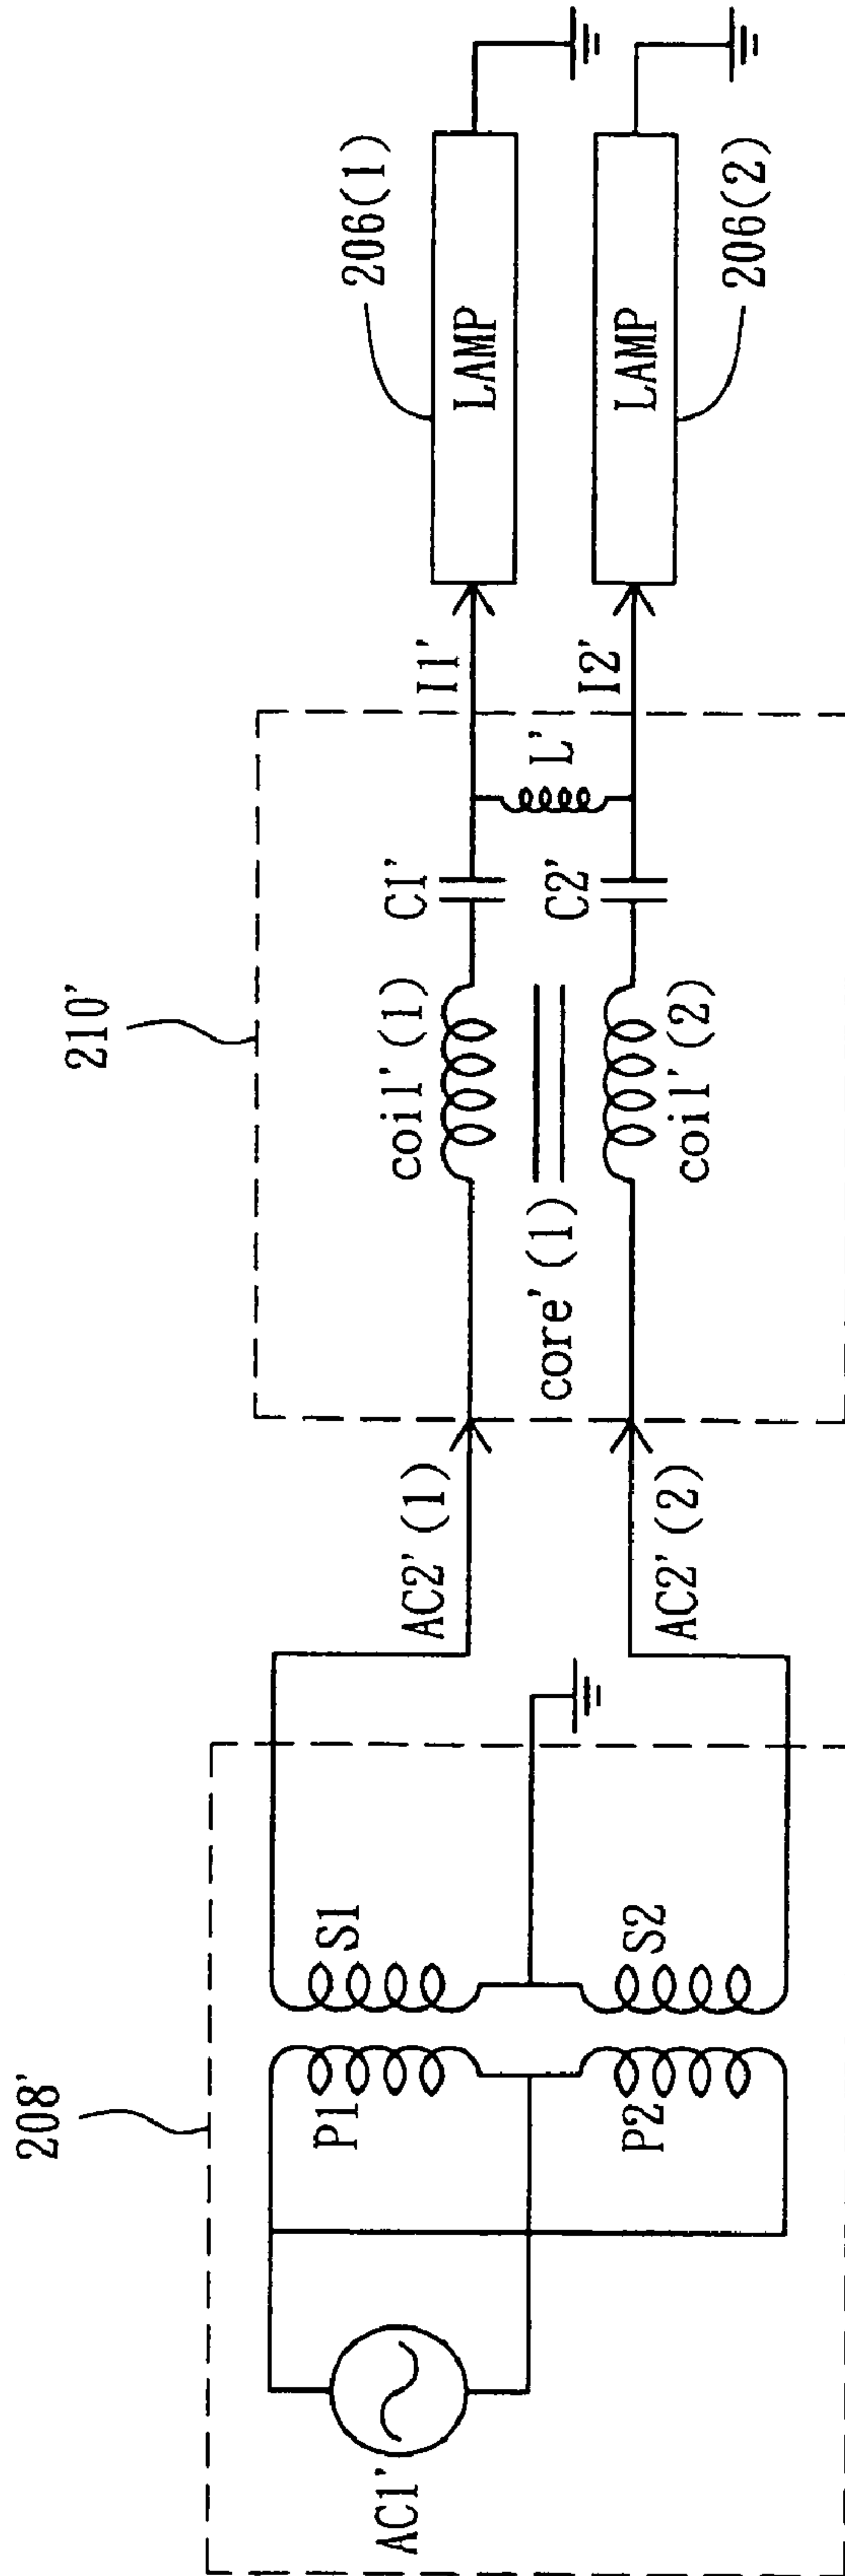 208'
AC1'
P1
P2
S1
S2
AC2' (1)
AC2' (2)
210'
coil' (1)
core' (1)
coil' (2)
C1'
C2'
L'
I1'
I2'
LAMP
LAMP
206(1)
206(2)